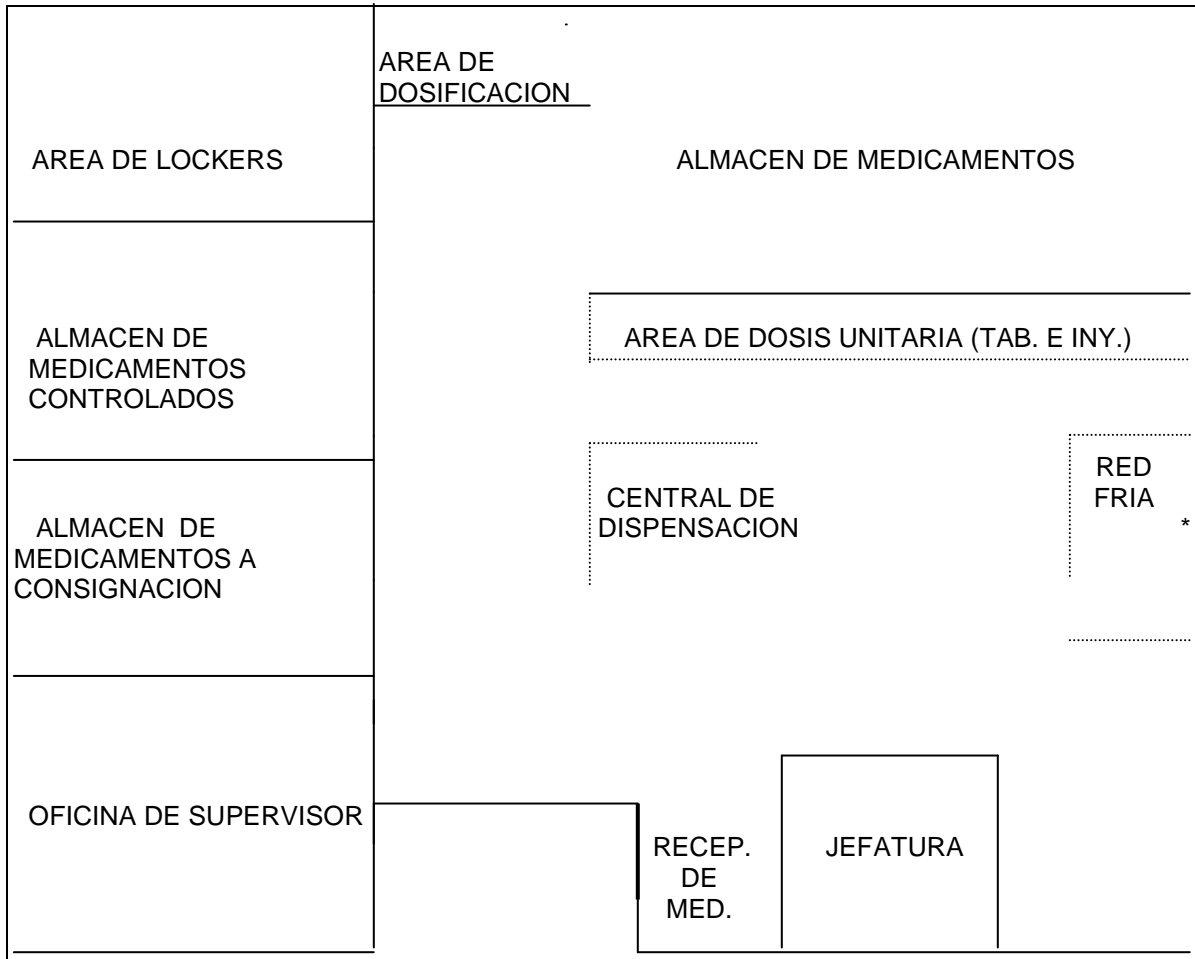 AREA DE
DOSIFICACION
AREA DE LOCKERS
ALMACEN DE MEDICAMENTOS
ALMACEN DE
MEDICAMENTOS
CONTROLADOS
AREA DE DOSIS UNITARIA (TAB. E INY.)
CENTRAL DE
DISPENSACION
RED
FRIA
*
ALMACEN DE
MEDICAMENTOS A
CONSIGNACION
OFICINA DE SUPERVISOR
RECEP.
DE
MED.
JEFATURA